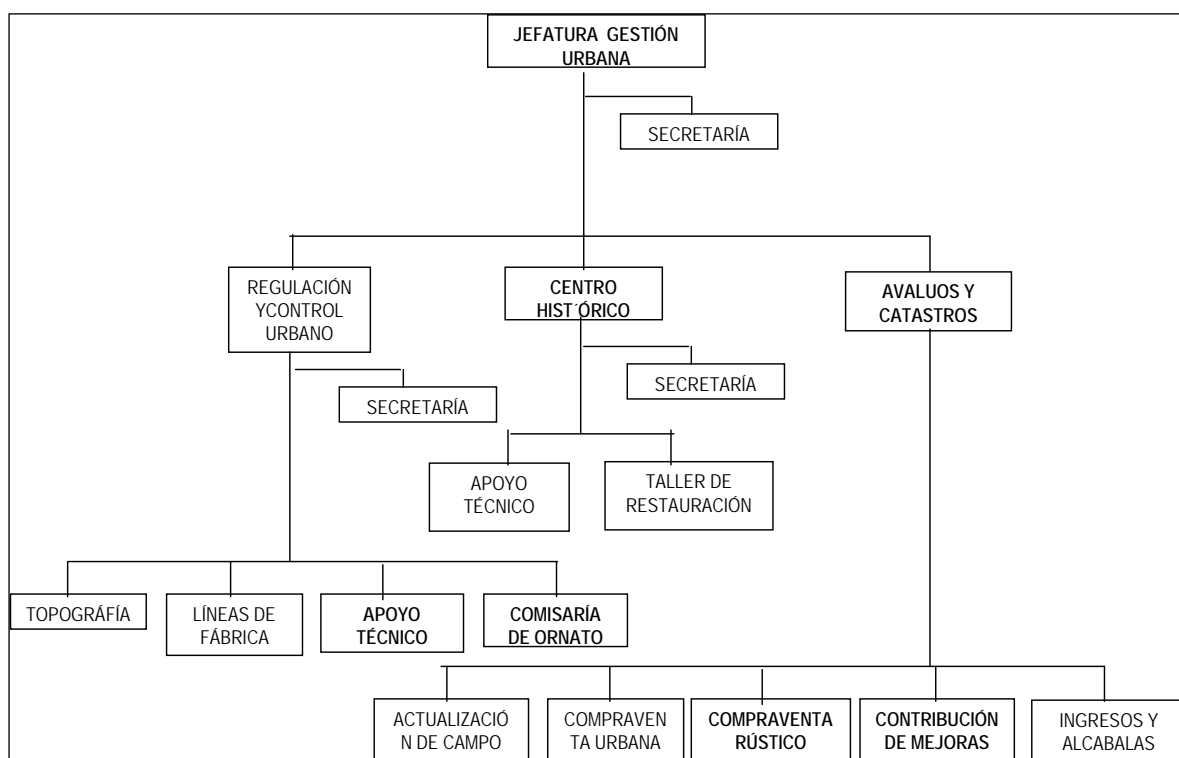 JEFATURA GESTIÓN
URBANA
SECRETARÍA
REGULACIÓN
YCONTROL
URBANO
CENTRO
HIST´ÓRICO
AVALUOS Y
CATASTROS
SECRETARÍA
SECRETARÍA
APOYO
TÉCNICO
TALLER DE
RESTAURACIÓN
TOPOGRÁFÍA
LÍNEAS DE
FÁBRICA
APOYO
TÉCNICO
COMISARÍA
DE ORNATO
ACTUALIZACIÓ
N DE CAMPO
COMPRAVEN
TA URBANA
COMPRAVENTA
RÚSTICO
CONTRIBUCIÓN
DE MEJORAS
INGRESOS Y
ALCABALAS